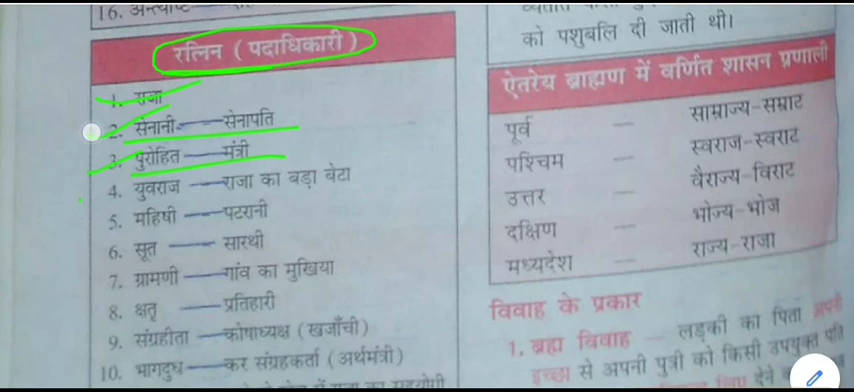 16.
रत्निन (पदाधिकारी)
1. राजा
2. सेनानी — सेनापति
3. पुरोहित — मंत्री
4. युवराज — राजा का बड़ा बेटा
5. महिषी — पटरानी
6. सूत — सारथी
7. ग्रामणी — गांव का मुखिया
8. क्षतृ — प्रतिहारी
9. संग्रहीता — कोषाध्यक्ष (खजाँची)
10. भागदुध — कर संग्रहकर्ता (अर्थमंत्री)
को पशुबलि दी जाती थी।
ऐतरेय ब्राह्मण में वर्णित शासन प्रणाली
पूर्व — साम्राज्य-सम्राट
पश्चिम — स्वराज-स्वराट
उत्तर — वैराज्य-विराट
दक्षिण — भोज्य-भोज
मध्यदेश — राज्य-राजा
विवाह के प्रकार
1. ब्रह्म विवाह — लड़की का पिता अपनी
इच्छा से अपनी पुत्री को किसी उपयुक्त पति